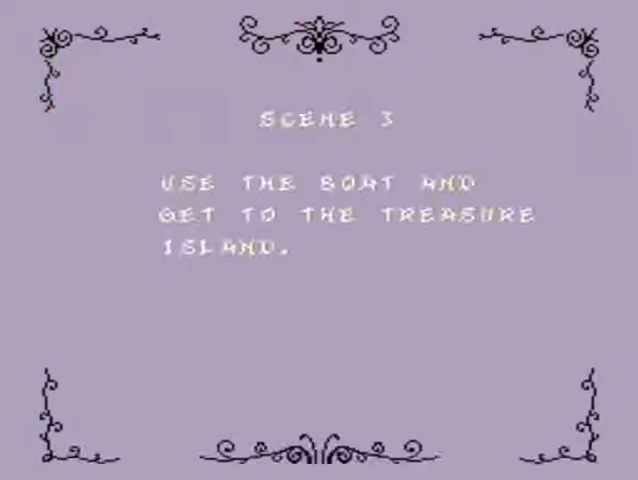 SCENE 3
USE THE BOAT AND
GET TO THE TREASURE
ISLAND.